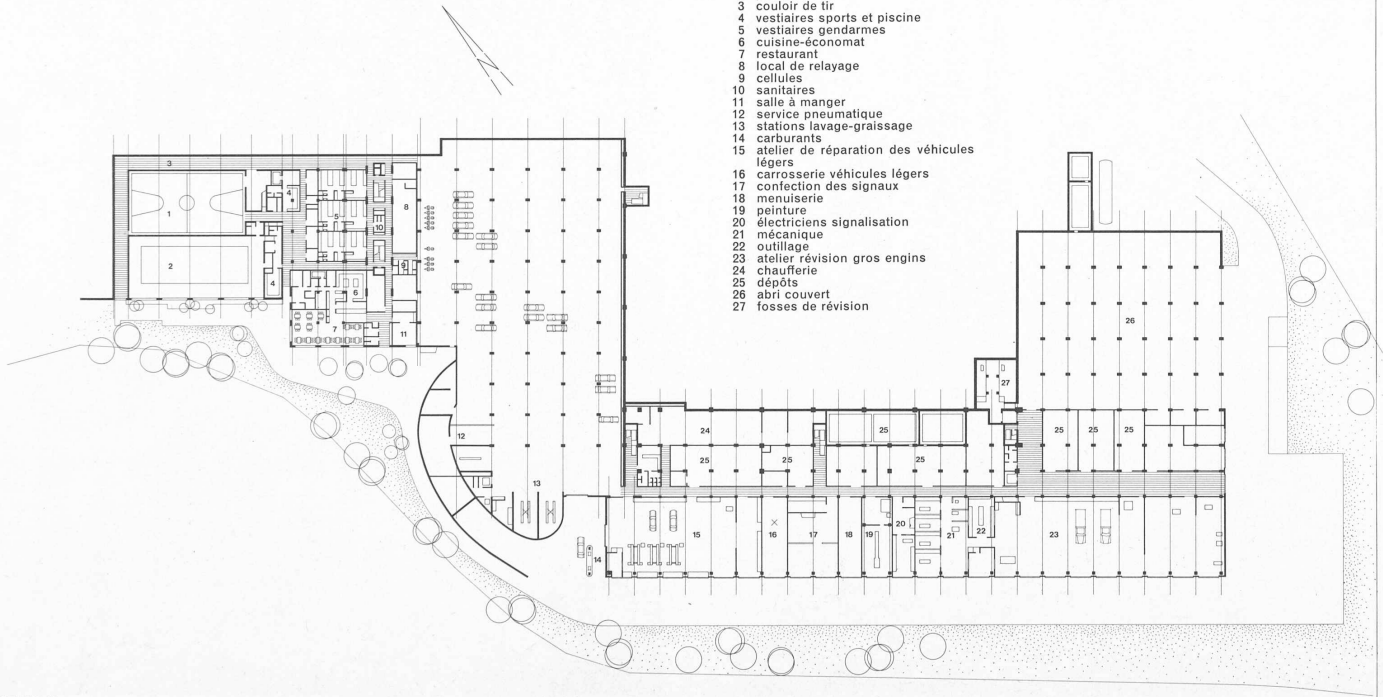 3 couloir de tir
4 vestiaires sports et piscine
5 vestiaires gendarmes
6 cuisine-économat
7 restaurant
8 local de relayage
9 cellules
10 sanitaires
11 salle à manger
12 service pneumatique
13 stations lavage-graissage
14 carburants
15 atelier de réparation des véhicules
légers
16 carrosserie véhicules légers
17 confection des signaux
18 menuiserie
19 peinture
20 électriciens signalisation
21 mécanique
22 outillage
23 atelier révision gros engins
24 chaufferie
25 dépôts
26 abri couvert
27 fosses de révision
3
4
1
5
8
10
2
9
4
6
7
11
26
27
12
24
25
25
25
25
25
25
25
13
14
15
16
17
18
19
20
21
22
23